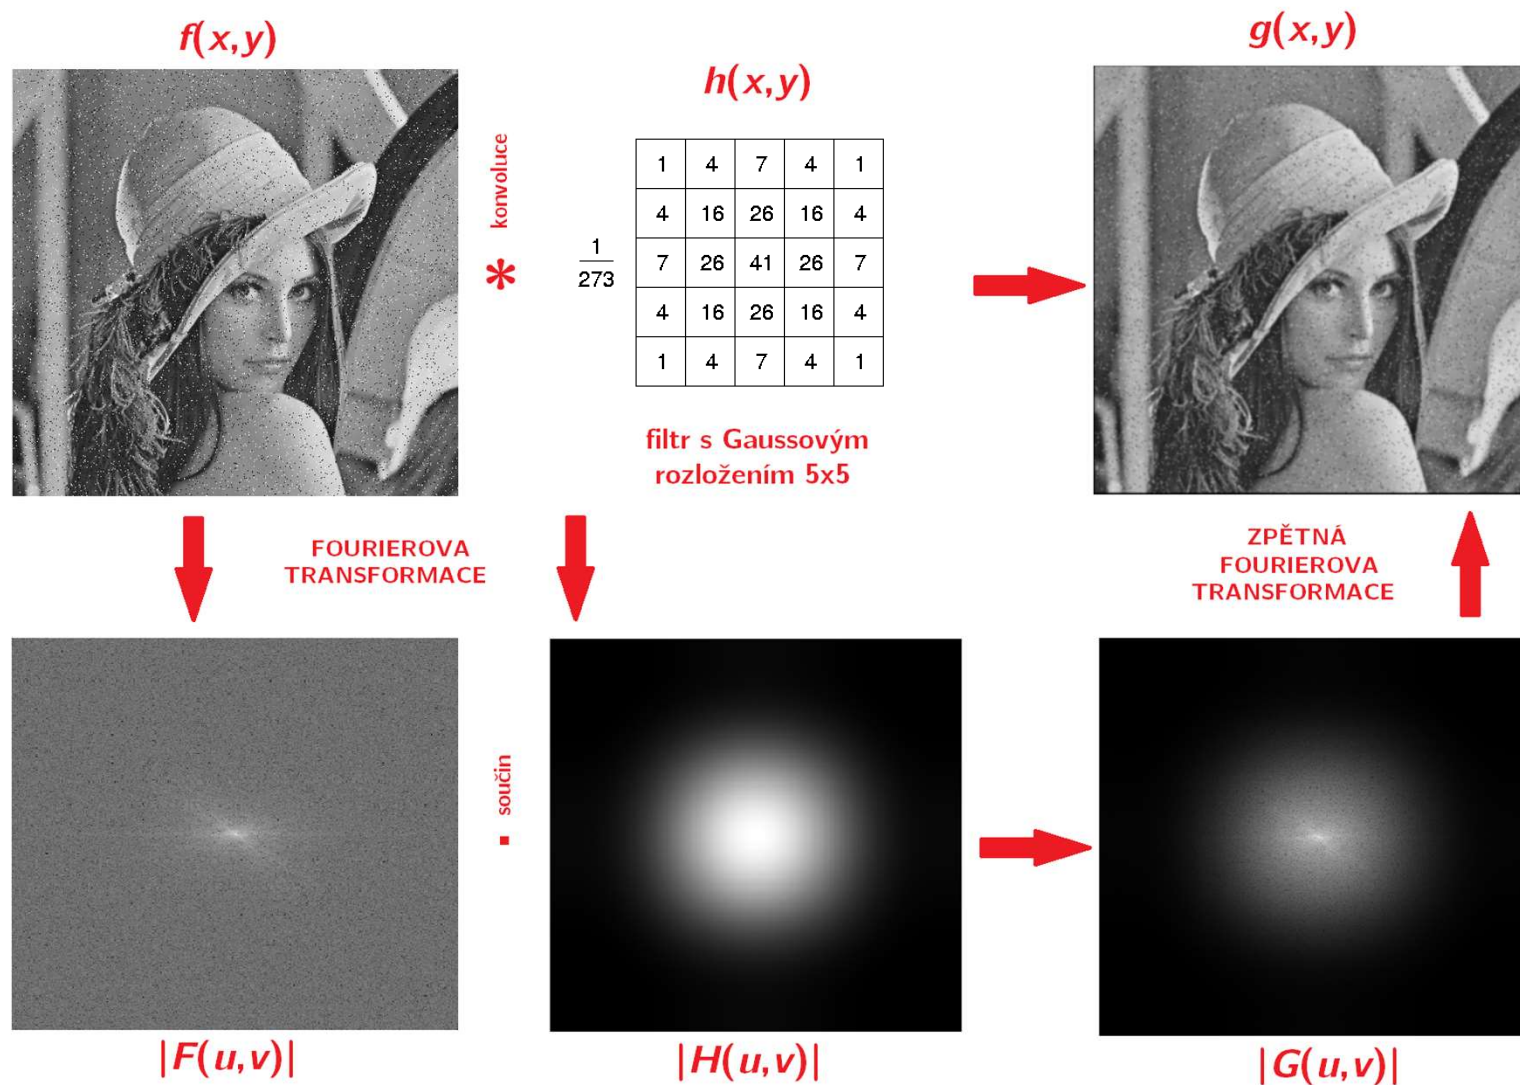 f(x,y)
h(x,y)
g(x,y)
konvoluce
*
1
273
1 4 7 4 1
4 16 26 16 4
7 26 41 26 7
4 16 26 16 4
1 4 7 4 1
filtr s Gaussovým
rozložením 5x5
FOURIEROVA
TRANSFORMACE
ZPĚTNÁ
FOURIEROVA
TRANSFORMACE
součin
|F(u,v)|
|H(u,v)|
|G(u,v)|